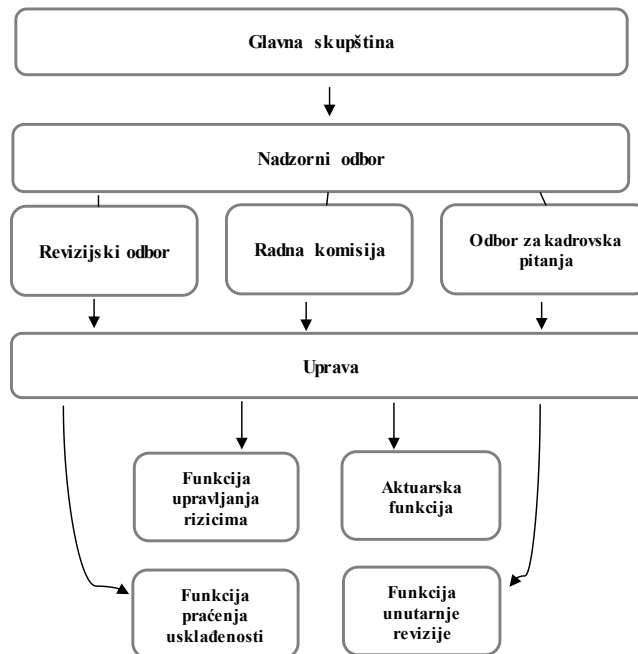 Glavna skupština
Nadzorni odbor
Revizijski odbor
Radna komisija
Odbor za kadrovska
pitanja
Uprava
Funkcija
upravljanja
rizicima
Aktuarska
funkcija
Funkcija
praćenja
usklađenosti
Funkcija
unutarnje
revizije